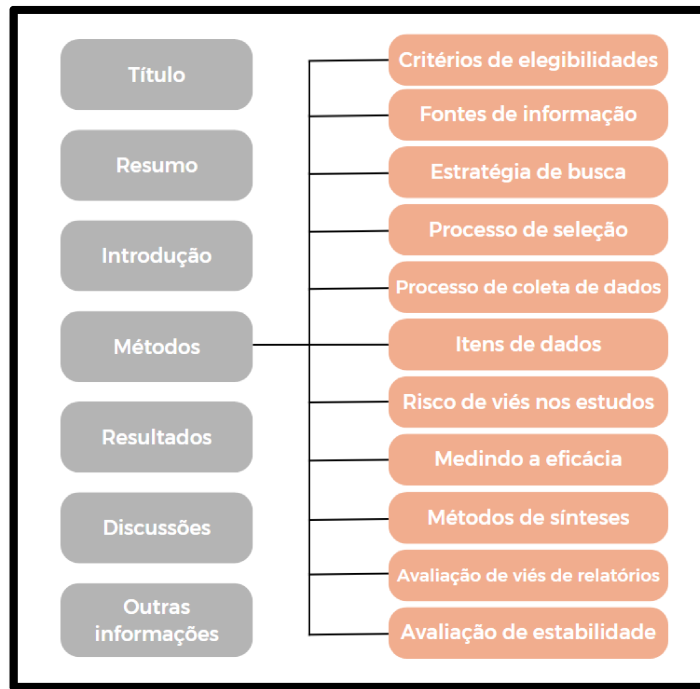 Título
Resumo
Introdução
Métodos
Resultados
Discussões
Outras
informações
Critérios de elegibilidades
Fontes de informação
Estratégia de busca
Processo de seleção
Processo de coleta de dados
Itens de dados
Risco de viés nos estudos
Medindo a eficácia
Métodos de sínteses
Avaliação de viés de relatórios
Avaliação de estabilidade